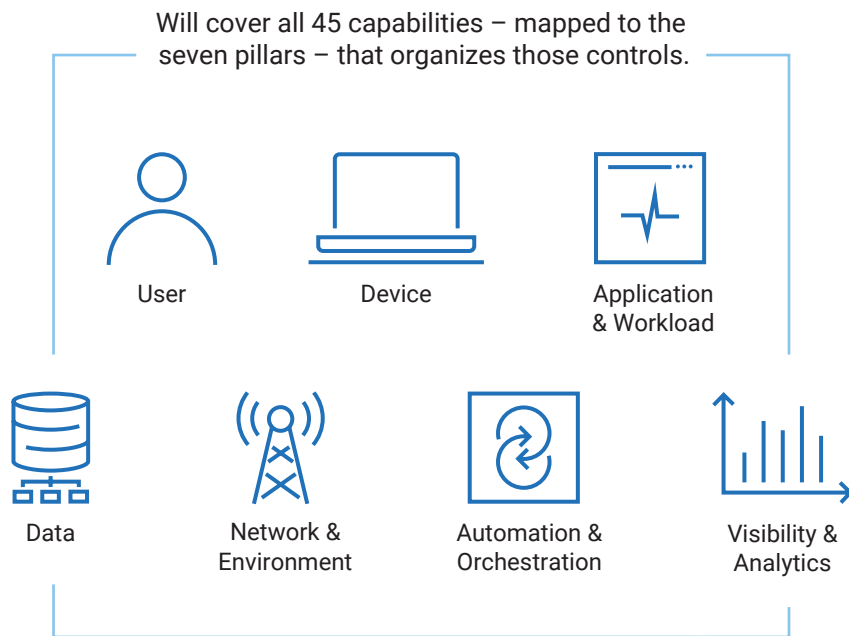 Will cover all 45 capabilities – mapped to the
seven pillars – that organizes those controls.
User
Device
Application
& Workload
Data
Network &
Environment
Automation &
Orchestration
Visibility &
Analytics